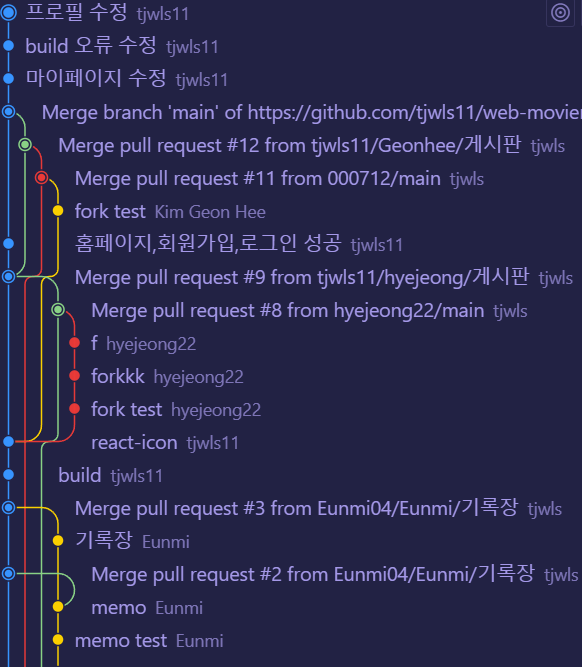 프로필 수정 tjwls11
build 오류 수정 tjwls11
마이페이지 수정 tjwls11
Merge branch 'main' of https://github.com/tjwls11/web-movie
Merge pull request #12 from tjwls11/Geonhee/게시판 tjwls
Merge pull request #11 from 000712/main tjwls
fork test Kim Geon Hee
홈페이지,회원가입,로그인 성공 tjwls11
Merge pull request #9 from tjwls11/hyejeong/게시판 tjwls
Merge pull request #8 from hyejeong22/main tjwls
f hyejeong22
forkkk hyejeong22
fork test hyejeong22
react-icon tjwls11
build tjwls11
Merge pull request #3 from Eunmi04/Eunmi/기록장 tjwls
기록장 Eunmi
Merge pull request #2 from Eunmi04/Eunmi/기록장 tjwls
memo Eunmi
memo test Eunmi